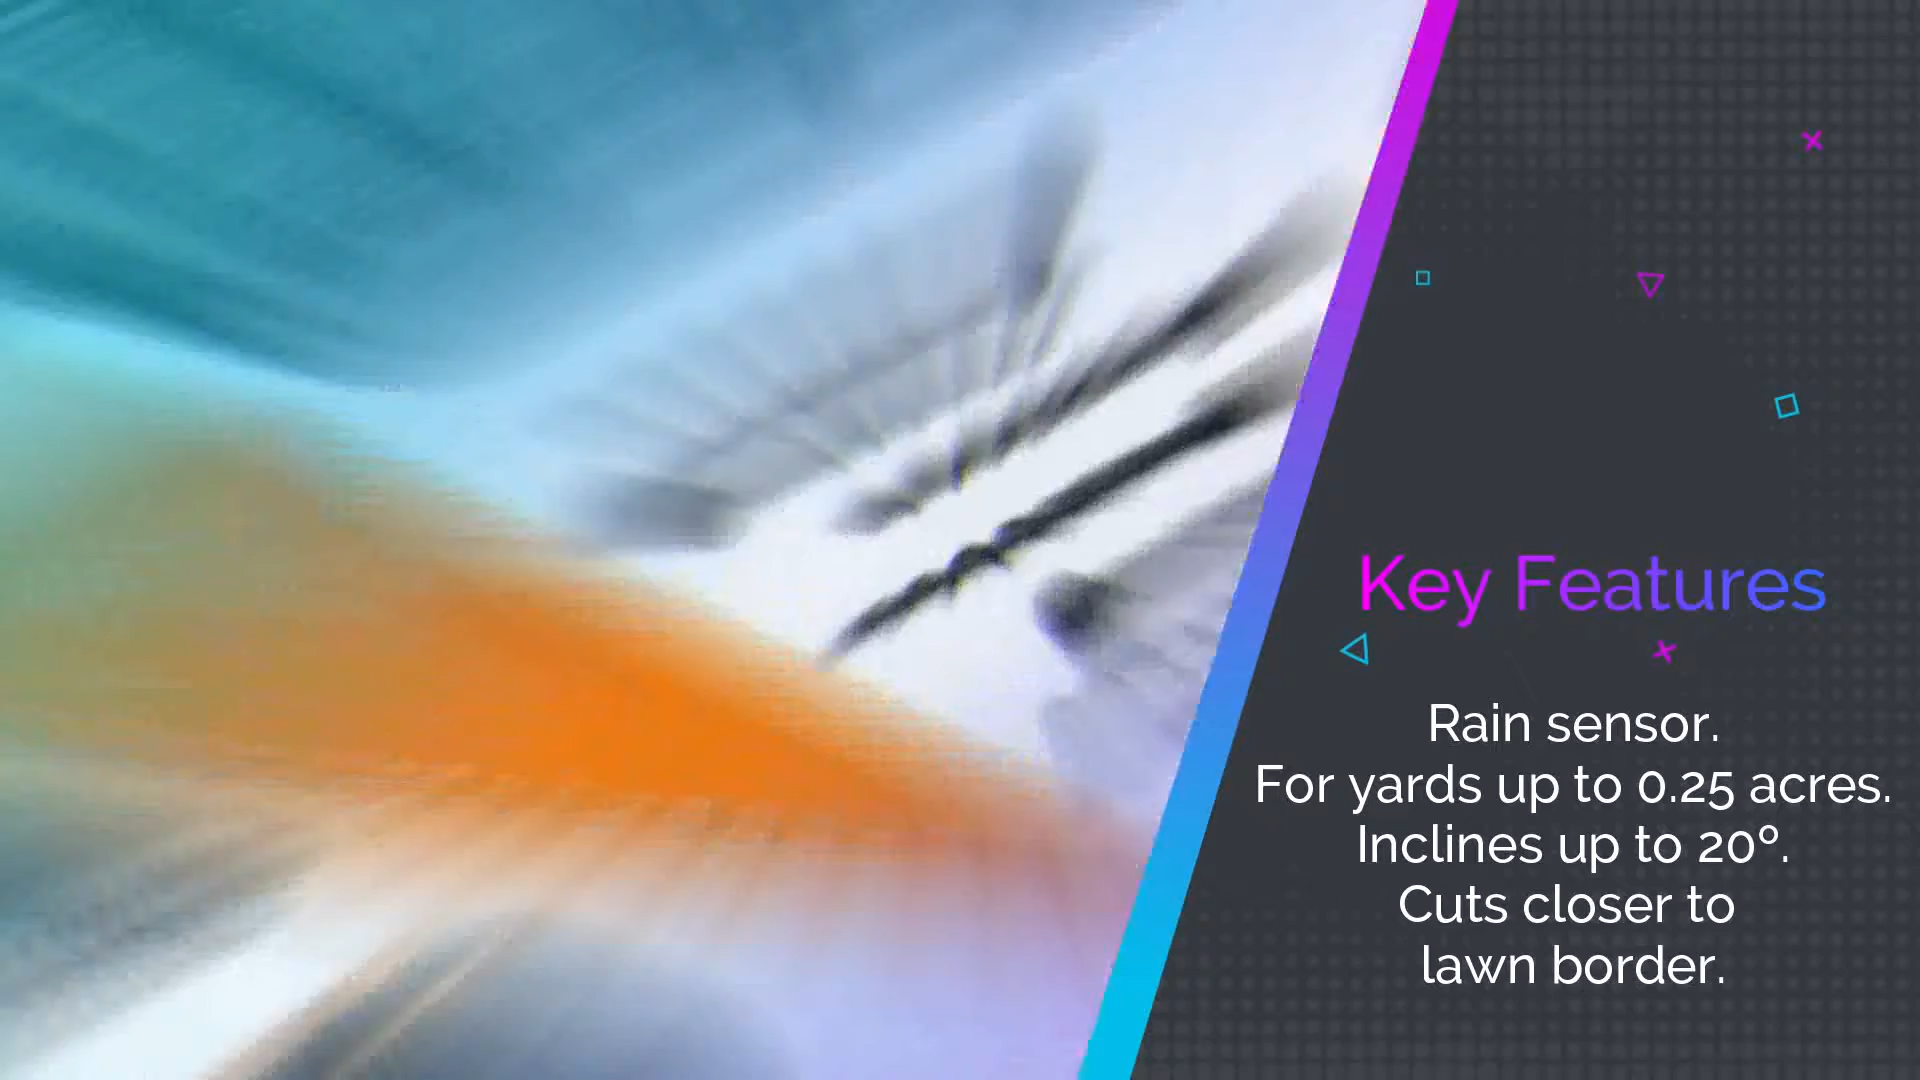 Key Features
Rain sensor.
For yards up to 0.25 acres.
Inclines up to 20º.
Cuts closer to
lawn border.